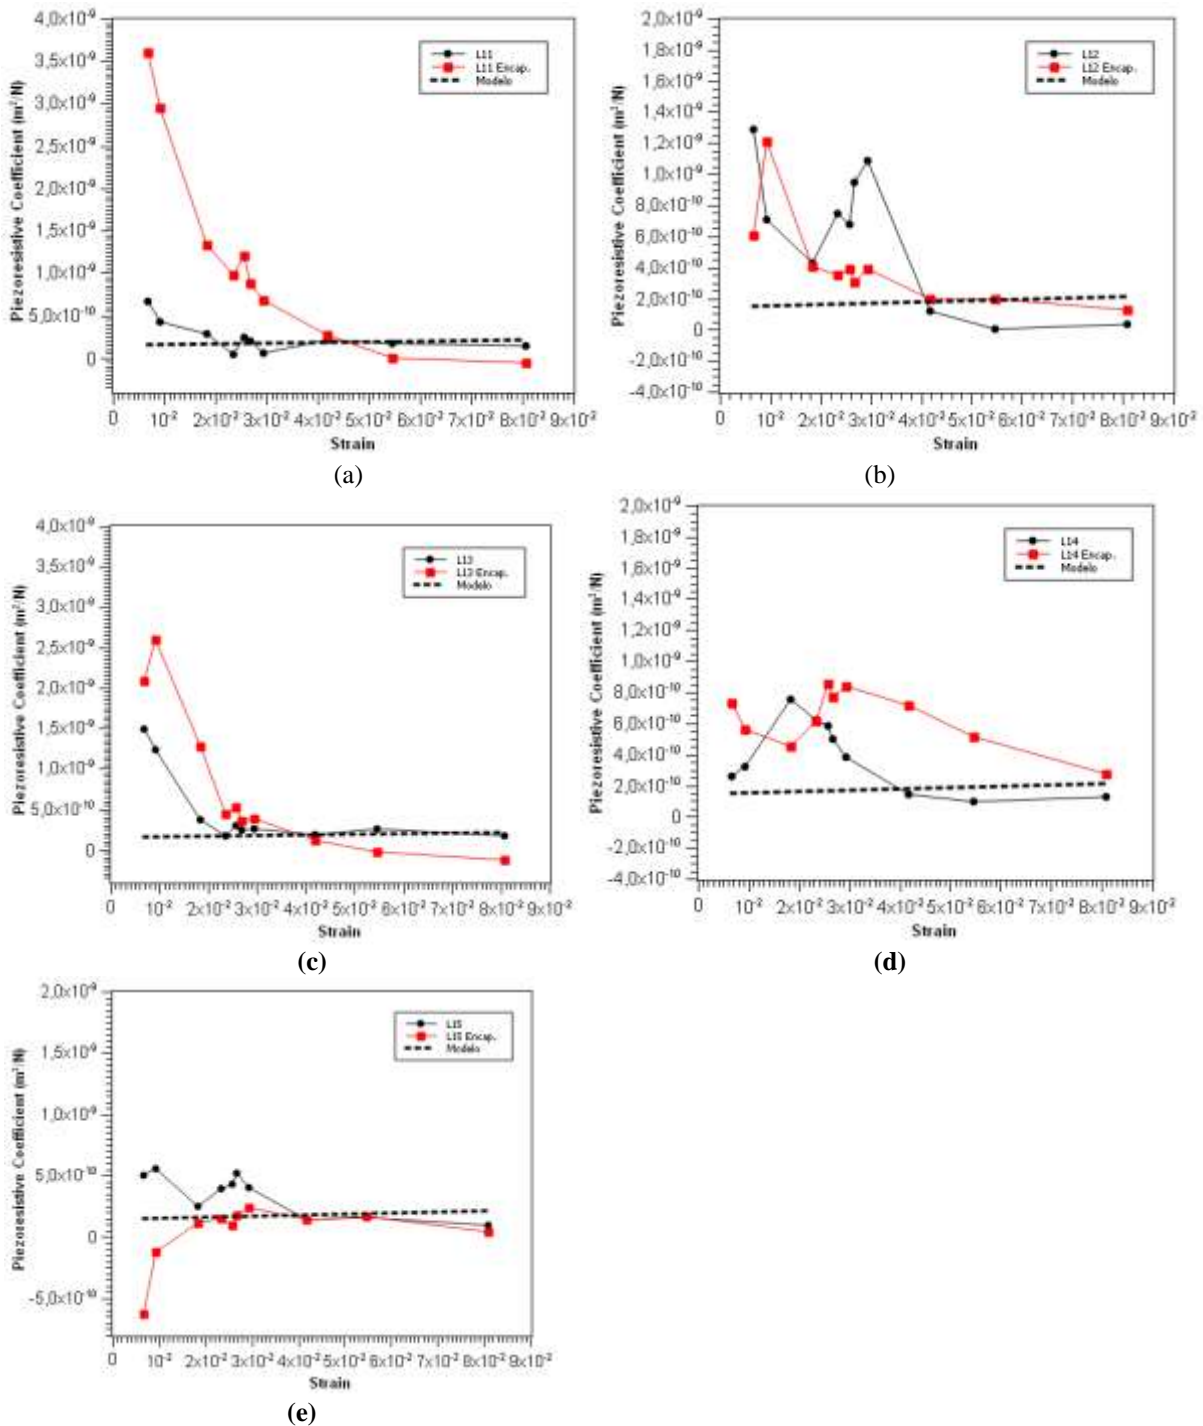 4,0x10⁻⁹
3,5x10⁻⁹
3,0x10⁻⁹
2,5x10⁻⁹
2,0x10⁻⁹
1,5x10⁻⁹
1,0x10⁻⁹
5,0x10⁻¹⁰
0
Piezoresistive Coefficient (m²/N)
L11
L11 Encap.
Modelo
0 10⁻² 2x10⁻² 3x10⁻² 4x10⁻² 5x10⁻² 6x10⁻² 7x10⁻² 8x10⁻² 9x10⁻²
Strain
(a)
2,0x10⁻⁹
1,8x10⁻⁹
1,6x10⁻⁹
1,4x10⁻⁹
1,2x10⁻⁹
1,0x10⁻⁹
8,0x10⁻¹⁰
6,0x10⁻¹⁰
4,0x10⁻¹⁰
2,0x10⁻¹⁰
0
-2,0x10⁻¹⁰
-4,0x10⁻¹⁰
Piezoresistive Coefficient (m²/N)
L12
L12 Encap.
Modelo
0 10⁻² 2x10⁻² 3x10⁻² 4x10⁻² 5x10⁻² 6x10⁻² 7x10⁻² 8x10⁻² 9x10⁻²
Strain
(b)
4,0x10⁻⁹
3,5x10⁻⁹
3,0x10⁻⁹
2,5x10⁻⁹
2,0x10⁻⁹
1,5x10⁻⁹
1,0x10⁻⁹
5,0x10⁻¹⁰
0
Piezoresistive Coefficient (m²/N)
L13
L13 Encap.
Modelo
0 10⁻² 2x10⁻² 3x10⁻² 4x10⁻² 5x10⁻² 6x10⁻² 7x10⁻² 8x10⁻² 9x10⁻²
Strain
(c)
2,0x10⁻⁹
1,8x10⁻⁹
1,6x10⁻⁹
1,4x10⁻⁹
1,2x10⁻⁹
1,0x10⁻⁹
8,0x10⁻¹⁰
6,0x10⁻¹⁰
4,0x10⁻¹⁰
2,0x10⁻¹⁰
0
-2,0x10⁻¹⁰
-4,0x10⁻¹⁰
Piezoresistive Coefficient (m²/N)
L14
L14 Encap.
Modelo
0 10⁻² 2x10⁻² 3x10⁻² 4x10⁻² 5x10⁻² 6x10⁻² 7x10⁻² 8x10⁻² 9x10⁻²
Strain
(d)
2,0x10⁻⁹
1,5x10⁻⁹
1,0x10⁻⁹
5,0x10⁻¹⁰
0
-5,0x10⁻¹⁰
Piezoresistive Coefficient (m²/N)
L15
L15 Encap.
Modelo
0 10⁻² 2x10⁻² 3x10⁻² 4x10⁻² 5x10⁻² 6x10⁻² 7x10⁻² 8x10⁻² 9x10⁻²
Strain
(e)